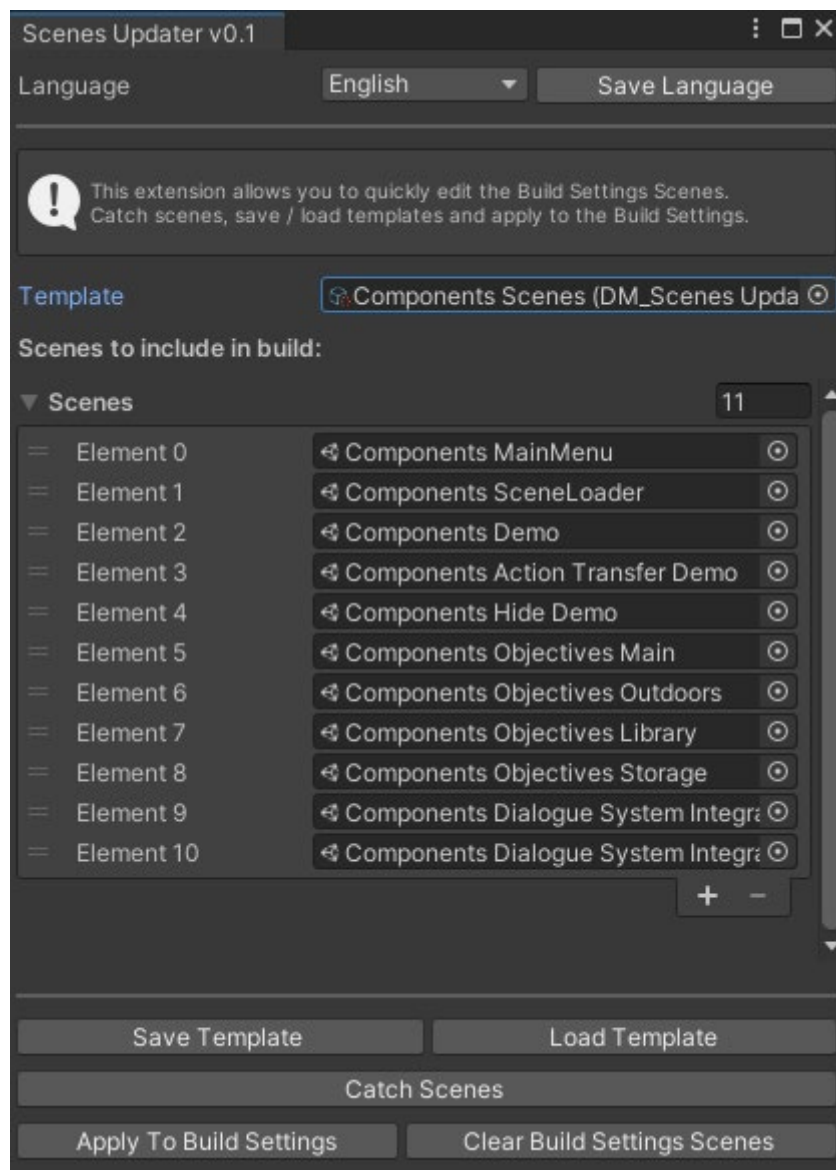 Scenes Updater v0.1
Language English Save Language
This extension allows you to quickly edit the Build Settings Scenes.
Catch scenes, save / load templates and apply to the Build Settings.
Template Components Scenes (DM_Scenes Upda
Scenes to include in build:
Scenes 11
Element 0 Components MainMenu
Element 1 Components SceneLoader
Element 2 Components Demo
Element 3 Components Action Transfer Demo
Element 4 Components Hide Demo
Element 5 Components Objectives Main
Element 6 Components Objectives Outdoors
Element 7 Components Objectives Library
Element 8 Components Objectives Storage
Element 9 Components Dialogue System Integra
Element 10 Components Dialogue System Integra
+ −
Save Template Load Template
Catch Scenes
Apply To Build Settings Clear Build Settings Scenes